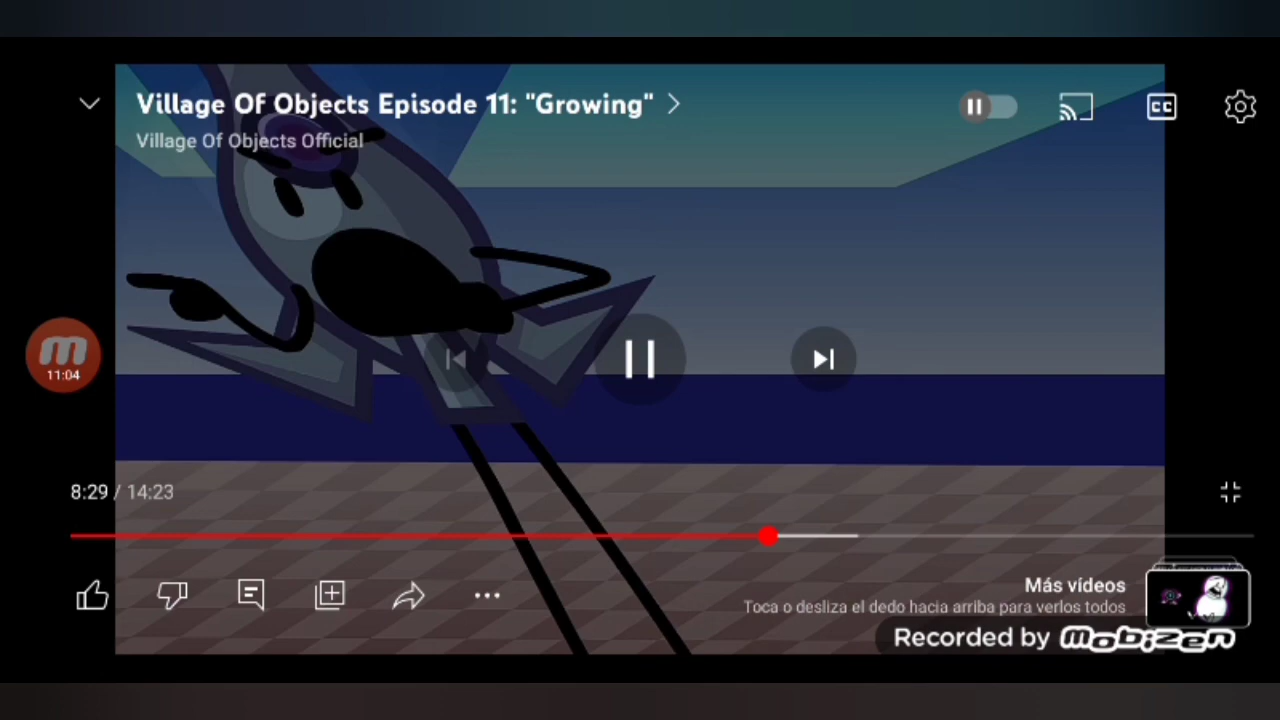 Village Of Objects Episode 11: "Growing"
Village Of Objects Official
CC
11:04
8:29 / 14:23
Más vídeos
Toca o desliza el dedo hacia arriba para verlos todos
Recorded by mobizen